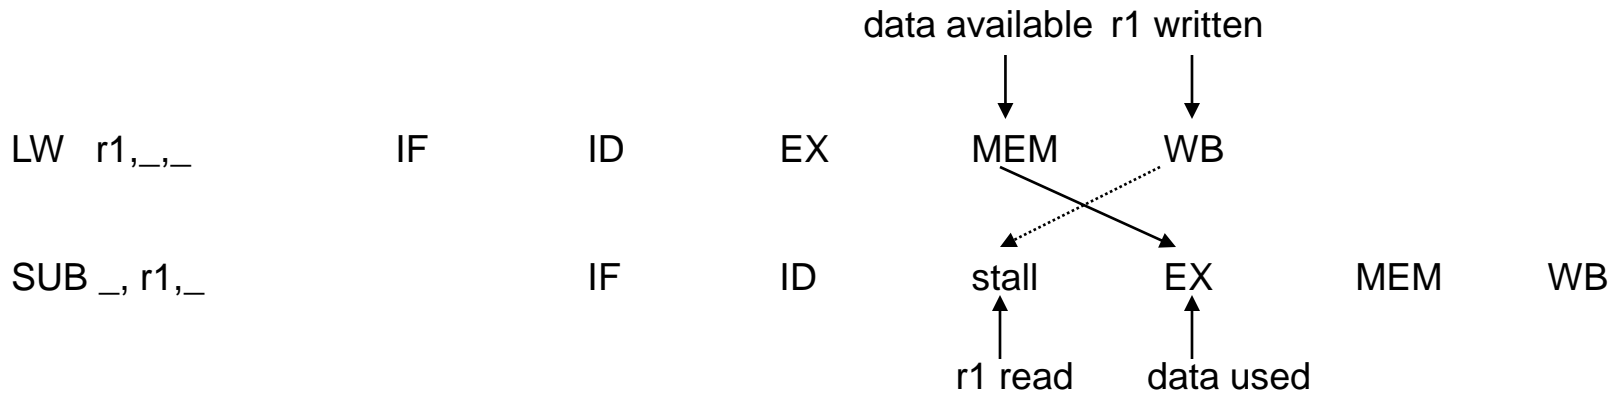 data available r1 written
LW r1,_,_ IF ID EX MEM WB
SUB _, r1,_ IF ID stall EX MEM WB
r1 read data used